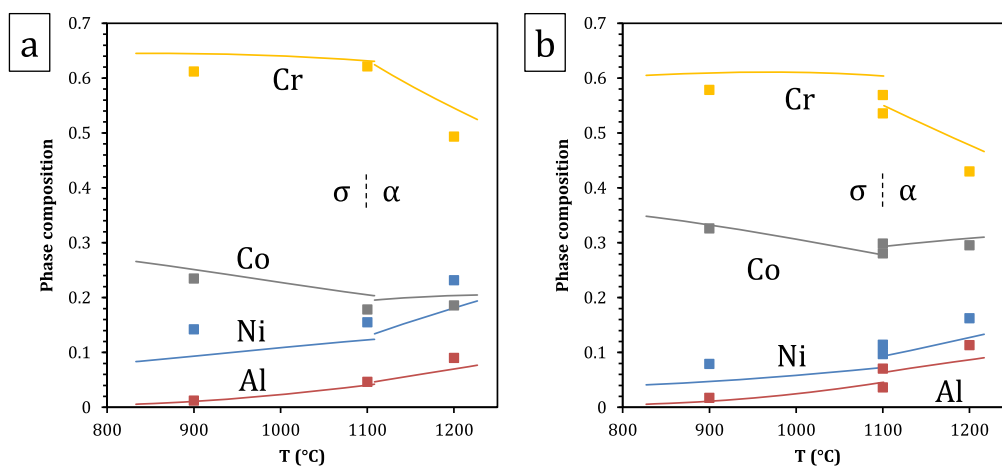 a
Phase composition
0.7
0.6
0.5
0.4
0.3
0.2
0.1
0
Cr
σ α
Co
Ni
Al
800 900 1000 1100 1200
T (°C)
b
Phase composition
0.7
0.6
0.5
0.4
0.3
0.2
0.1
0
Cr
σ α
Co
Ni
Al
800 900 1000 1100 1200
T (°C)